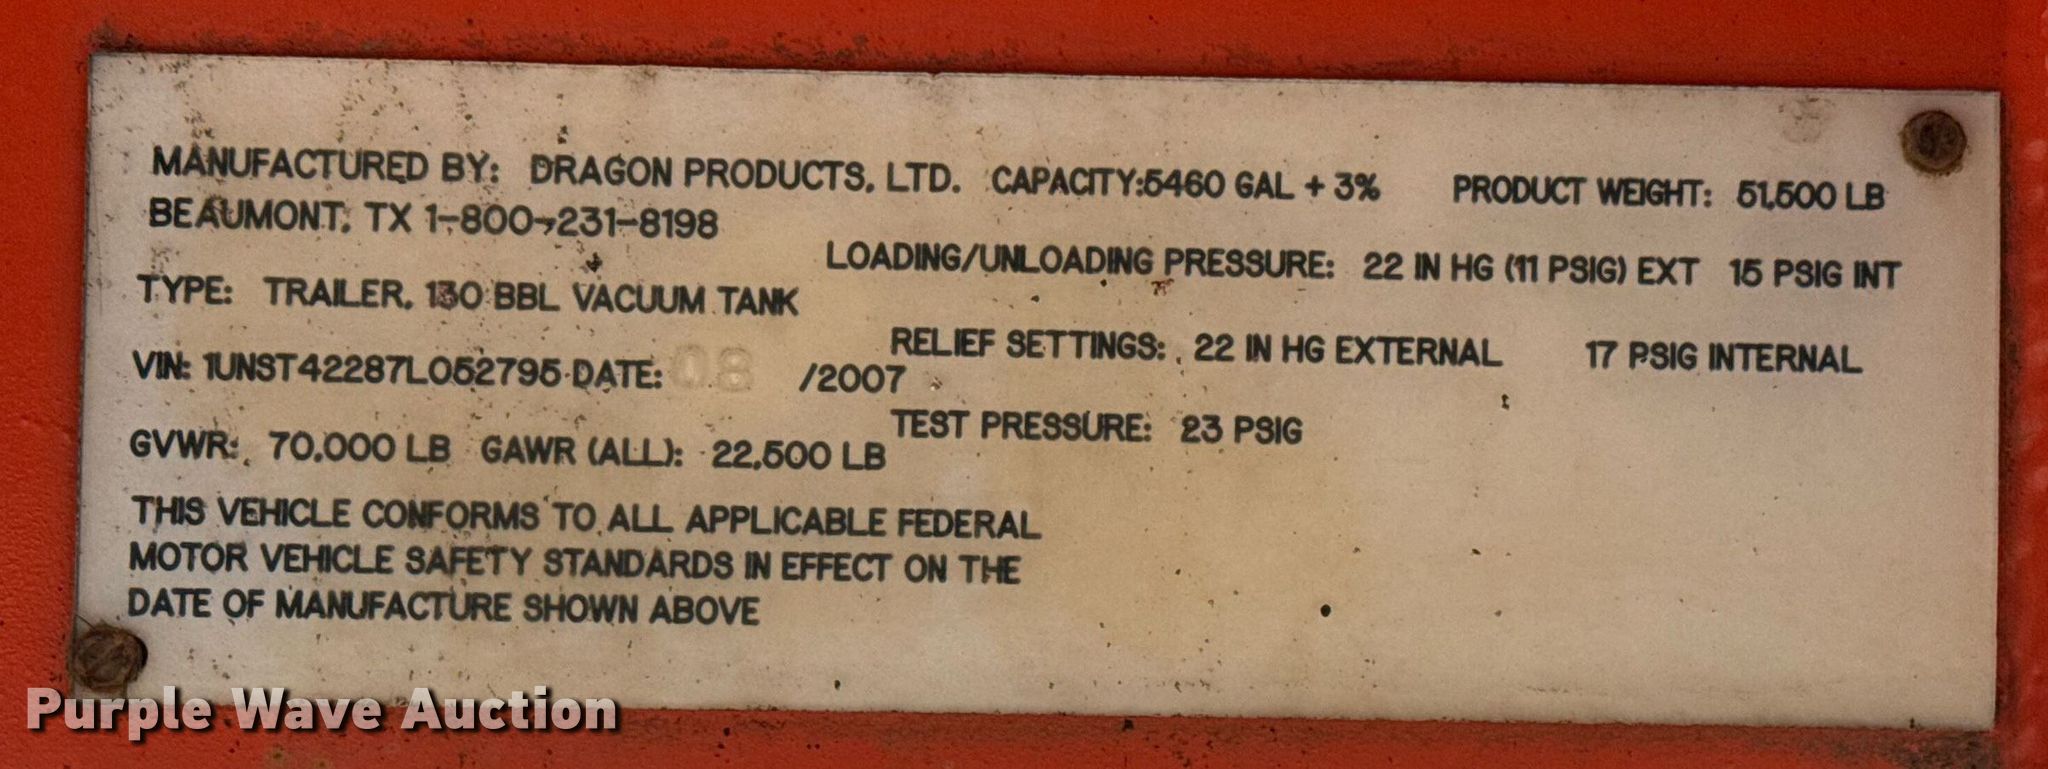 MANUFACTURED BY: DRAGON PRODUCTS, LTD. CAPACITY:5460 GAL + 3% PRODUCT WEIGHT: 51,500 LB
BEAUMONT, TX 1-800-231-8198
LOADING/UNLOADING PRESSURE: 22 IN HG (11 PSIG) EXT 15 PSIG INT
TYPE: TRAILER, 130 BBL VACUUM TANK
RELIEF SETTINGS: 22 IN HG EXTERNAL 17 PSIG INTERNAL
VIN: 1UNST42287L052795 DATE: /2007
TEST PRESSURE: 23 PSIG
GVWR: 70,000 LB GAWR (ALL): 22,500 LB
THIS VEHICLE CONFORMS TO ALL APPLICABLE FEDERAL
MOTOR VEHICLE SAFETY STANDARDS IN EFFECT ON THE
DATE OF MANUFACTURE SHOWN ABOVE
Purple Wave Auction